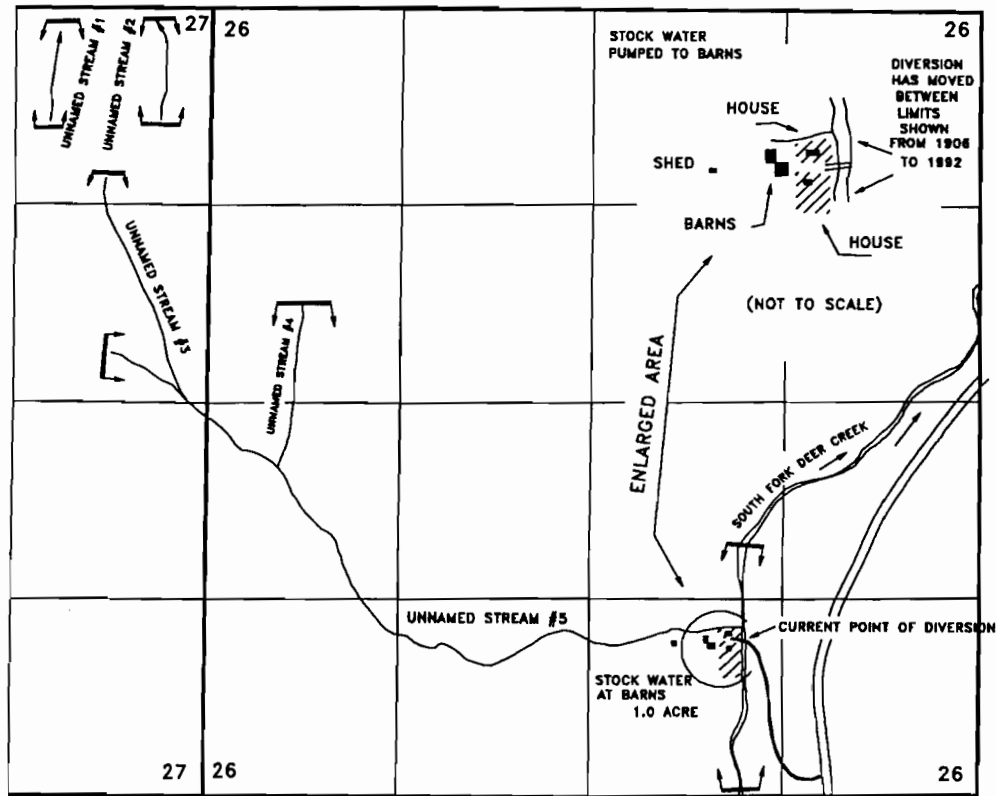 27
26
26
UNNAMED STREAM #1
UNNAMED STREAM #2
STOCK WATER
PUMPED TO BARNS
DIVERSION
HAS MOVED
BETWEEN
LIMITS
SHOWN
FROM 1906
TO 1992
HOUSE
SHED
BARNS
HOUSE
(NOT TO SCALE)
UNNAMED STREAM #3
UNNAMED STREAM #4
ENLARGED AREA
SOUTH FORK DEER CREEK
UNNAMED STREAM #5
CURRENT POINT OF DIVERSION
STOCK WATER
AT BARNS
1.0 ACRE
27
26
26